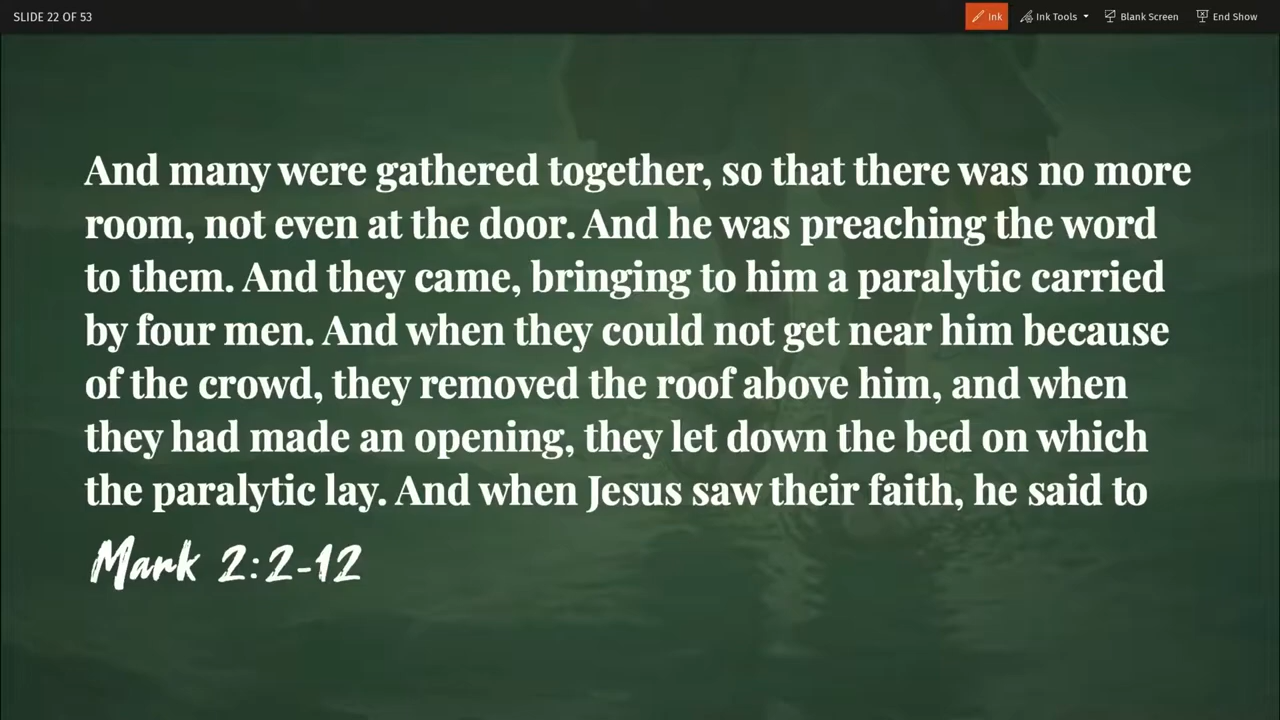 SLIDE 22 OF 53
Ink
Ink Tools
Blank Screen
End Show
And many were gathered together, so that there was no more
room, not even at the door. And he was preaching the word
to them. And they came, bringing to him a paralytic carried
by four men. And when they could not get near him because
of the crowd, they removed the roof above him, and when
they had made an opening, they let down the bed on which
the paralytic lay. And when Jesus saw their faith, he said to
Mark 2:2-12